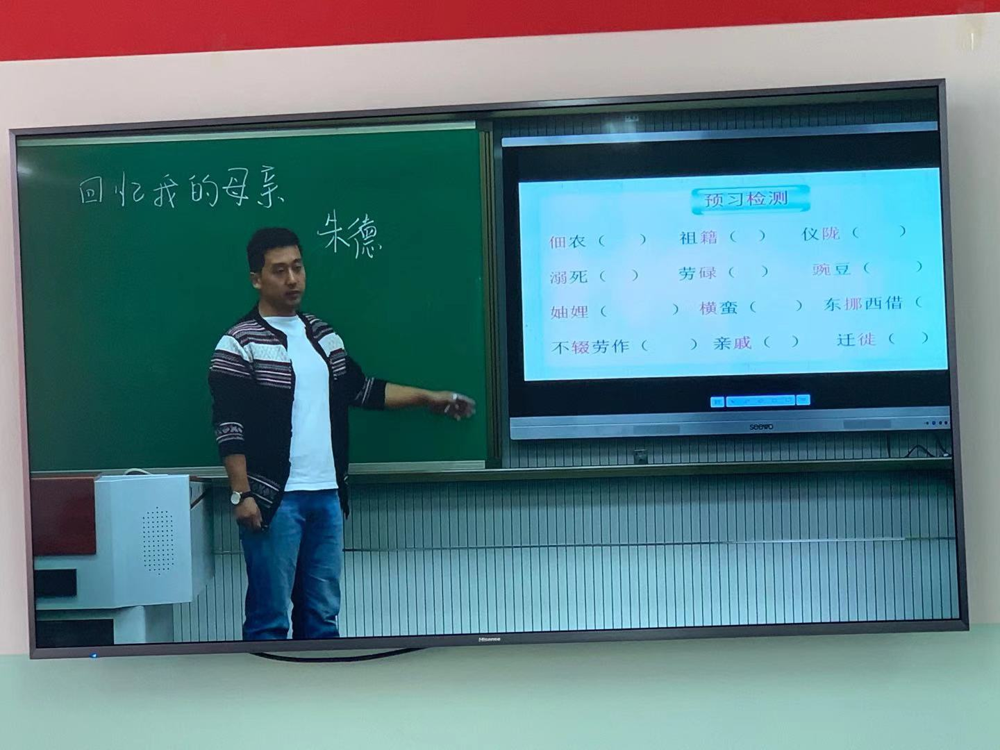 回忆我的母亲
朱德
预习检测
佃农（ ） 祖籍（ ） 仪陇（ ）
溺死（ ） 劳碌（ ） 豌豆（ ）
妯娌（ ） 横蛮（ ） 东挪西借（
不辍劳作（ ） 亲戚（ ） 迁徙（ ）
seewo
Hisense